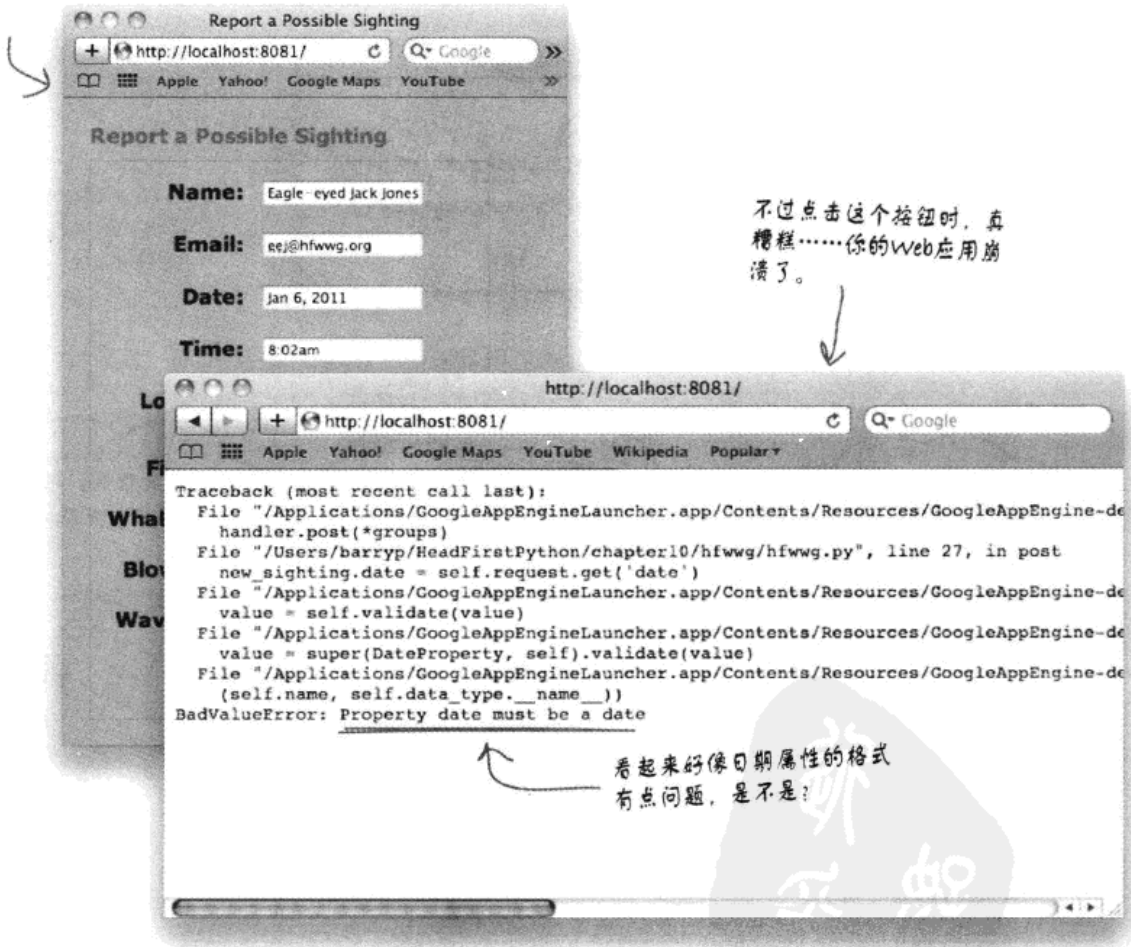 Report a Possible Sighting
http://localhost:8081/
Google
Apple Yahoo! Google Maps YouTube
Report a Possible Sighting
Name: Eagle-eyed Jack Jones
Email: eej@hfwwg.org
Date: Jan 6, 2011
Time: 8:02am
Lo
Fi
Wha
Blo
Wav
不过点击这个按钮时，真
糟糕……你的Web应用崩
溃了。
http://localhost:8081/
http://localhost:8081/
Google
Apple Yahoo! Google Maps YouTube Wikipedia Popular
Traceback (most recent call last):
File "/Applications/GoogleAppEngineLauncher.app/Contents/Resources/GoogleAppEngine-de
handler.post(*groups)
File "/Users/barryp/HeadFirstPython/chapter10/hfwwg/hfwwg.py", line 27, in post
new_sighting.date = self.request.get('date')
File "/Applications/GoogleAppEngineLauncher.app/Contents/Resources/GoogleAppEngine-de
value = self.validate(value)
File "/Applications/GoogleAppEngineLauncher.app/Contents/Resources/GoogleAppEngine-de
value = super(DateProperty, self).validate(value)
File "/Applications/GoogleAppEngineLauncher.app/Contents/Resources/GoogleAppEngine-de
(self.name, self.data_type.__name__))
BadValueError: Property date must be a date
看起来好像日期属性的格式
有点问题，是不是？